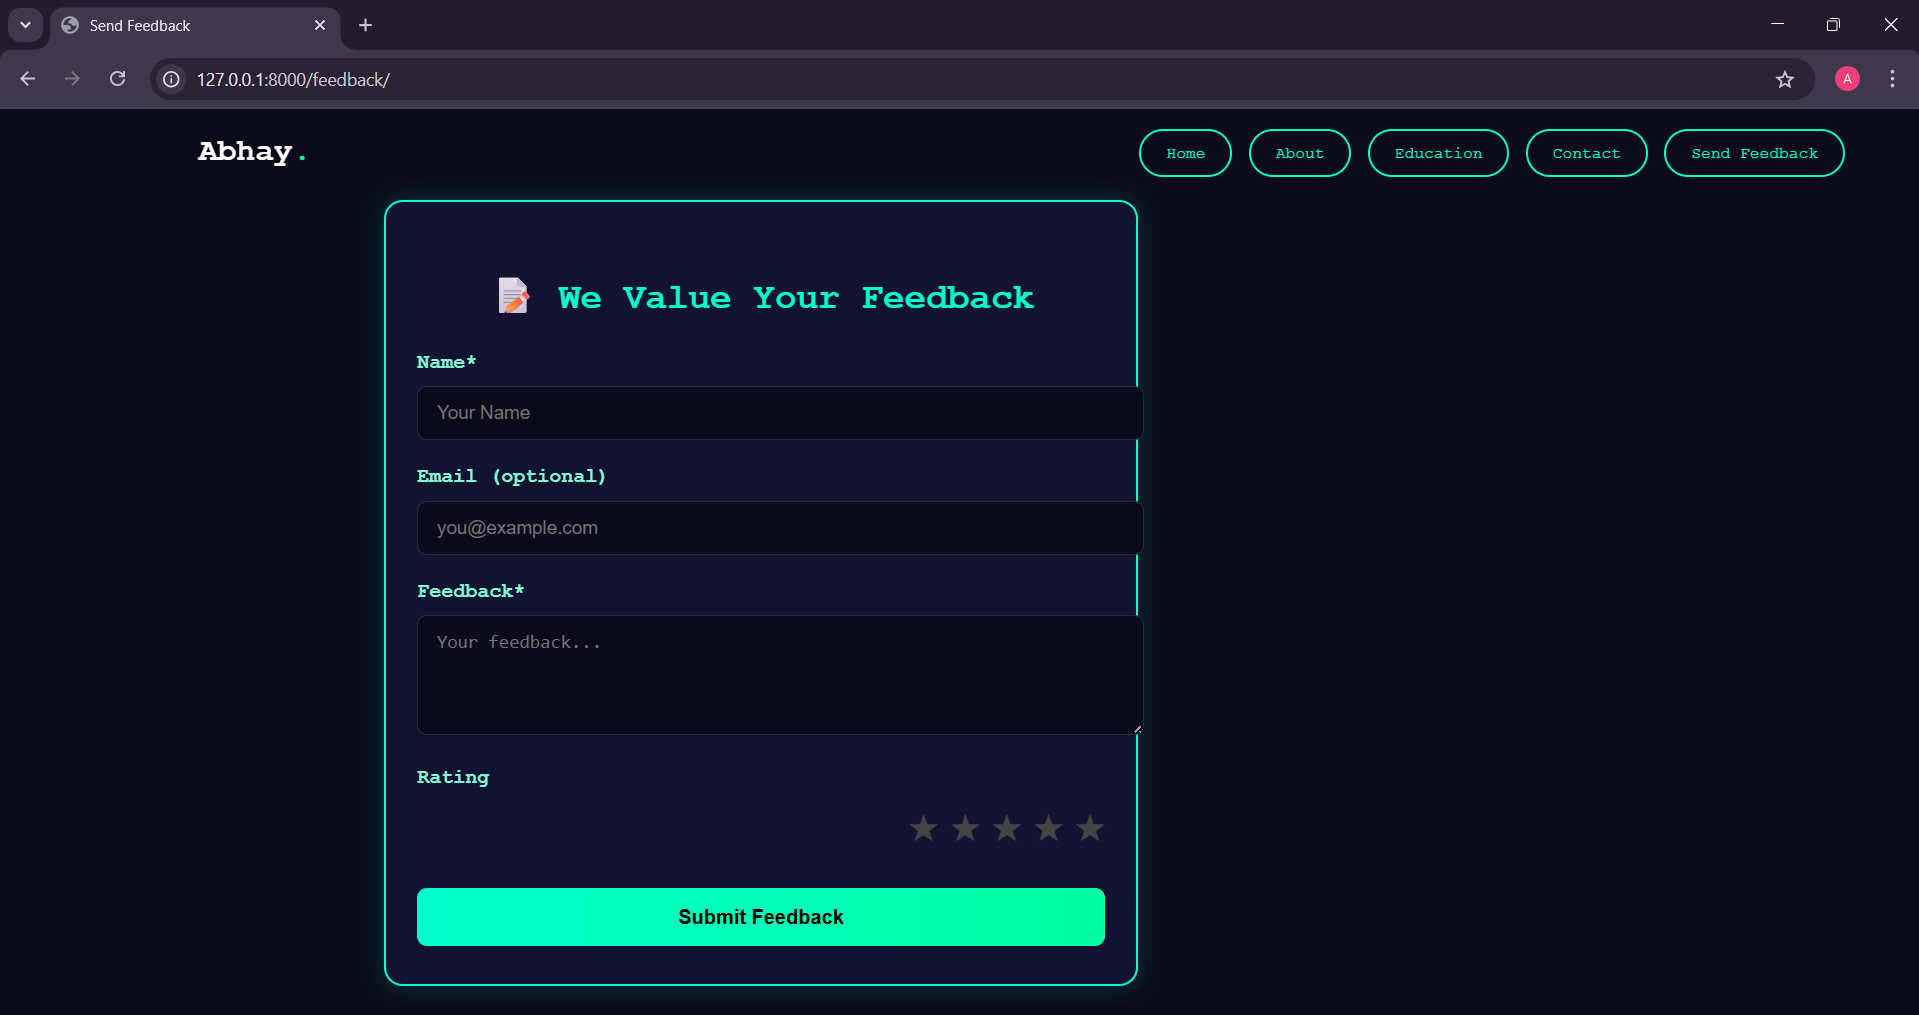 Send Feedback
127.0.0.1:8000/feedback/
A
Abhay.
Home
About
Education
Contact
Send Feedback
We Value Your Feedback
Name*
Your Name
Email (optional)
you@example.com
Feedback*
Your feedback...
Rating
Submit Feedback